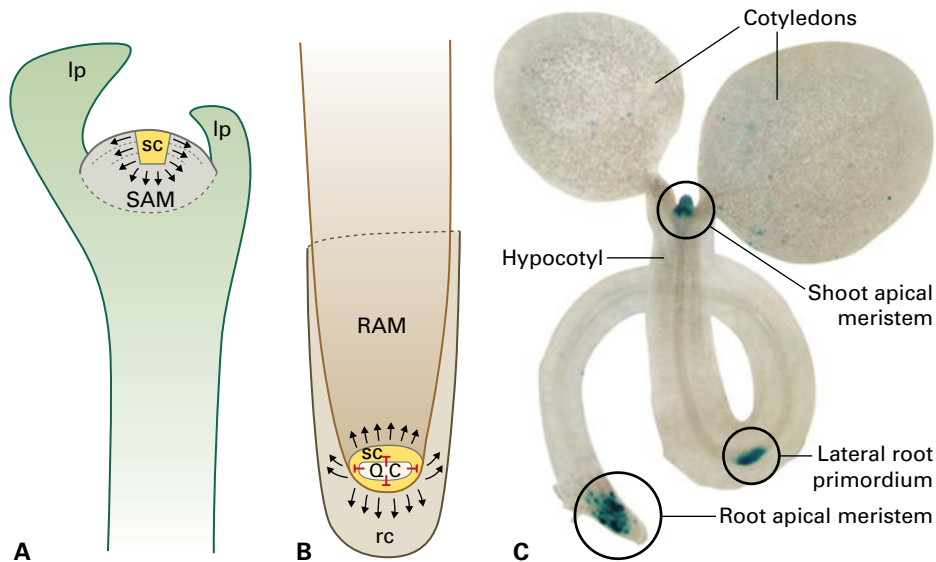 lp
lp
sc
SAM
A
RAM
SC
Q C
rc
B
Cotyledons
Hypocotyl
Shoot apical
meristem
Lateral root
primordium
Root apical meristem
C